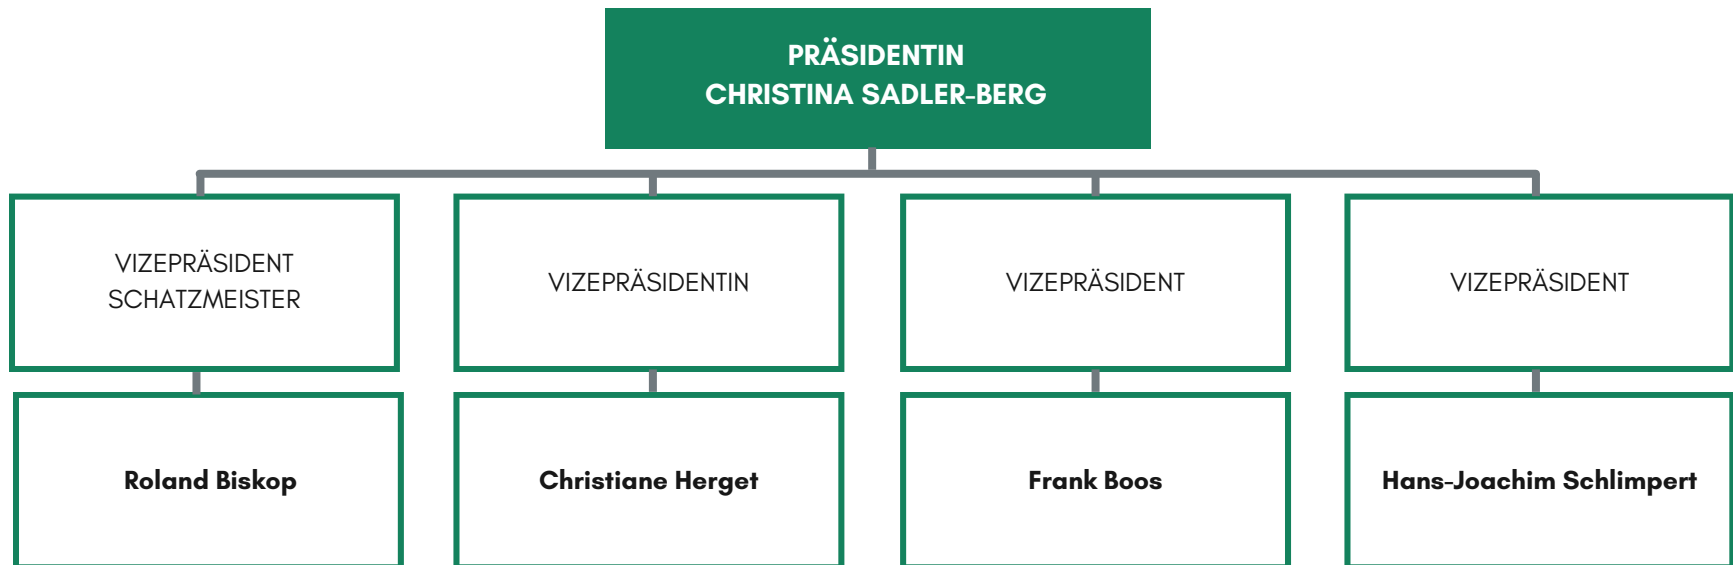 PRÄSIDENTIN
CHRISTINA SADLER-BERG
VIZEPRÄSIDENT
SCHATZMEISTER
VIZEPRÄSIDENTIN
VIZEPRÄSIDENT
VIZEPRÄSIDENT
Roland Biskop
Christiane Herget
Frank Boos
Hans-Joachim Schlimpert